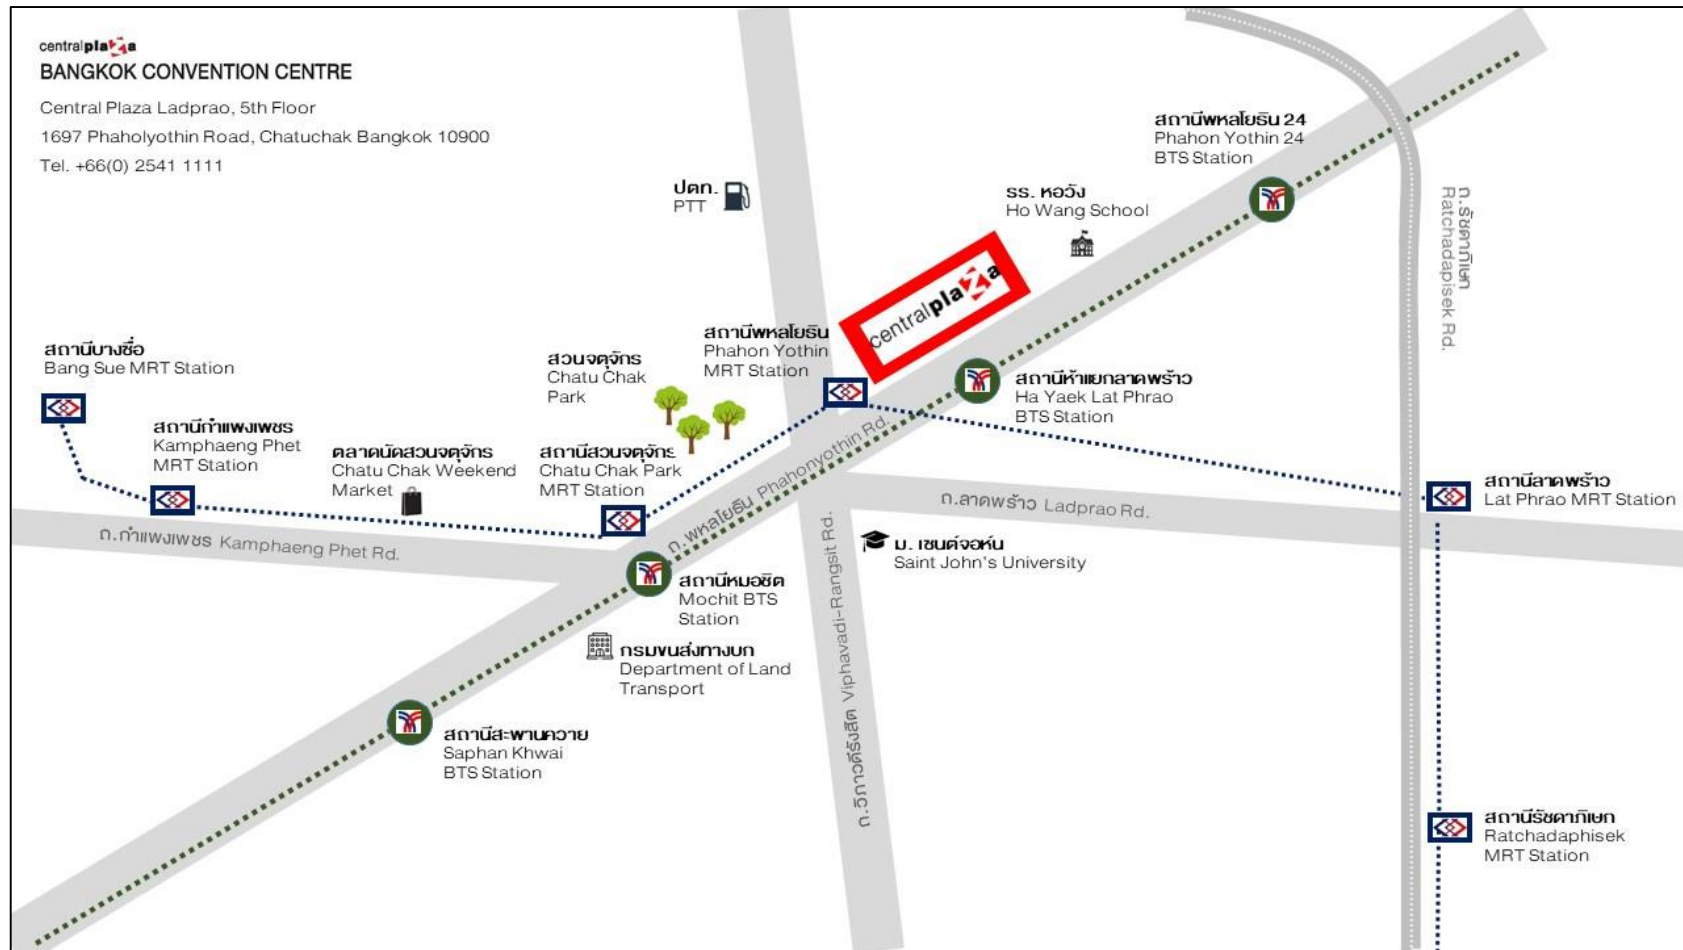 centralplaza
BANGKOK CONVENTION CENTRE
Central Plaza Ladprao, 5th Floor
1697 Phaholyothin Road, Chatuchak Bangkok 10900
Tel. +66(0) 2541 1111
สถานีพหลโยธิน 24
Phahon Yothin 24
BTS Station
ปตท.
PTT
รร. หอวัง
Ho Wang School
ถ.รัชดาภิเษก
Ratchadapisek Rd.
centralplaza
สถานีพหลโยธิน
Phahon Yothin
MRT Station
สถานีบางซื่อ
Bang Sue MRT Station
สวนจตุจักร
Chatu Chak
Park
สถานีห้าแยกลาดพร้าว
Ha Yaek Lat Phrao
BTS Station
สถานีกำแพงเพชร
Kamphaeng Phet
MRT Station
ตลาดนัดสวนจตุจักร
Chatu Chak Weekend
Market
สถานีสวนจตุจักร
Chatu Chak Park
MRT Station
ถ.พหลโยธิน Phahonyothin Rd.
สถานีลาดพร้าว
Lat Phrao MRT Station
ถ.ลาดพร้าว Ladprao Rd.
ถ.กำแพงเพชร Kamphaeng Phet Rd.
ม. เซนต์จอห์น
Saint John's University
สถานีหมอชิต
Mochit BTS
Station
ถ.วิภาวดีรังสิต Viphavadi-Rangsit Rd.
กรมขนส่งทางบก
Department of Land
Transport
สถานีสะพานควาย
Saphan Khwai
BTS Station
สถานีรัชดาภิเษก
Ratchadaphisek
MRT Station